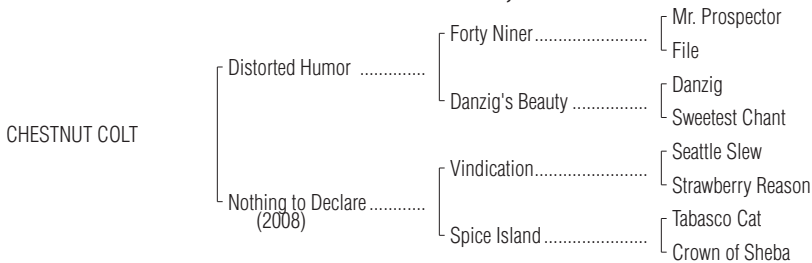 Mr. Prospector
Forty Niner........................
File
Distorted Humor ..............
Danzig
Danzig's Beauty ................
Sweetest Chant
CHESTNUT COLT
Seattle Slew
Vindication........................
Strawberry Reason
Nothing to Declare............
(2008)
Tabasco Cat
Spice Island......................
Crown of Sheba